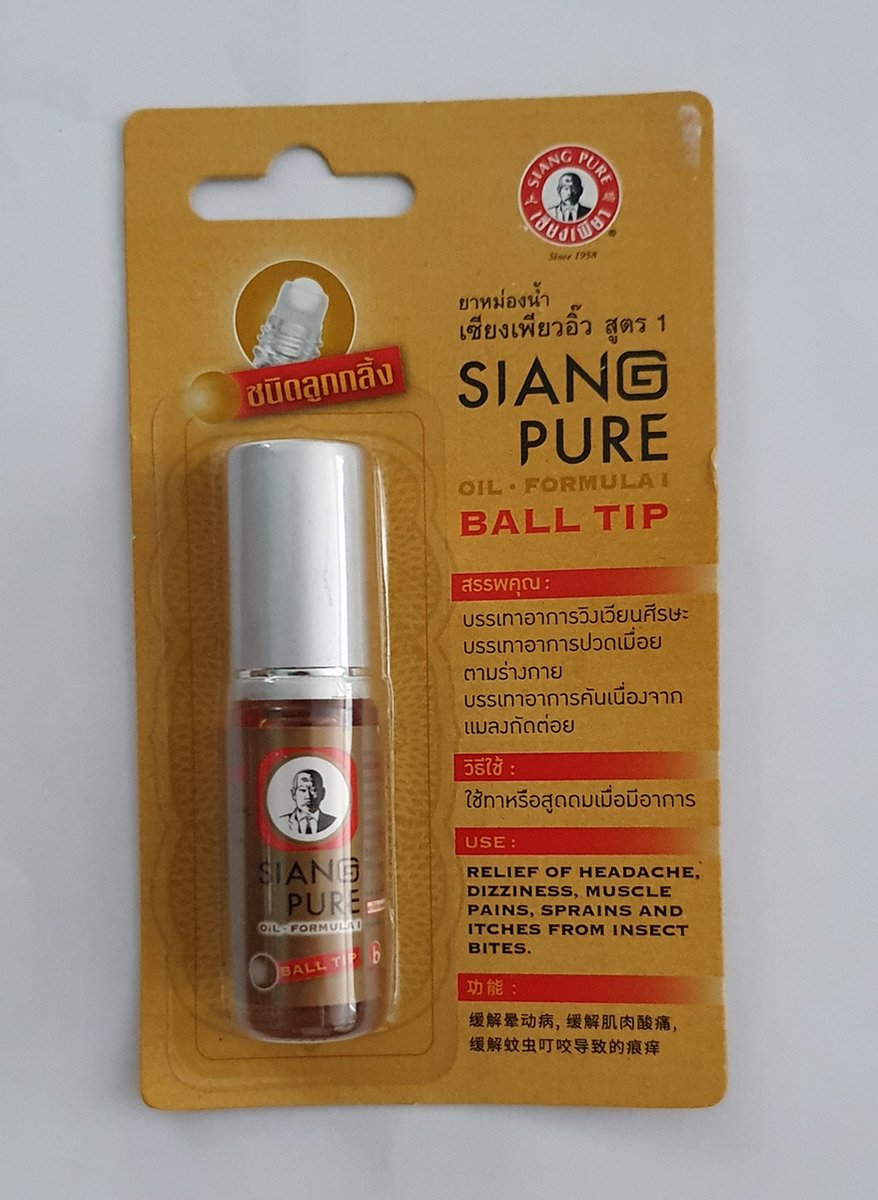 SIANG PURE
เซียงเพียว
®
Since 1958
ยาหม่องน้ำ
เซียงเพียวอิ๊ว สูตร 1
SIANG
PURE
OIL · FORMULA I
BALL TIP
ชนิดลูกกลิ้ง
สรรพคุณ :
บรรเทาอาการวิงเวียนศีรษะ
บรรเทาอาการปวดเมื่อย
ตามร่างกาย
บรรเทาอาการคันเนื่องจาก
แมลงกัดต่อย
วิธีใช้ :
ใช้ทาหรือสูดดมเมื่อมีอาการ
USE :
RELIEF OF HEADACHE,
DIZZINESS, MUSCLE
PAINS, SPRAINS AND
ITCHES FROM INSECT
BITES.
功能 :
缓解晕动病, 缓解肌肉酸痛,
缓解蚊虫叮咬导致的痕痒
SIANG
PURE
OIL · FORMULA I
BALL TIP